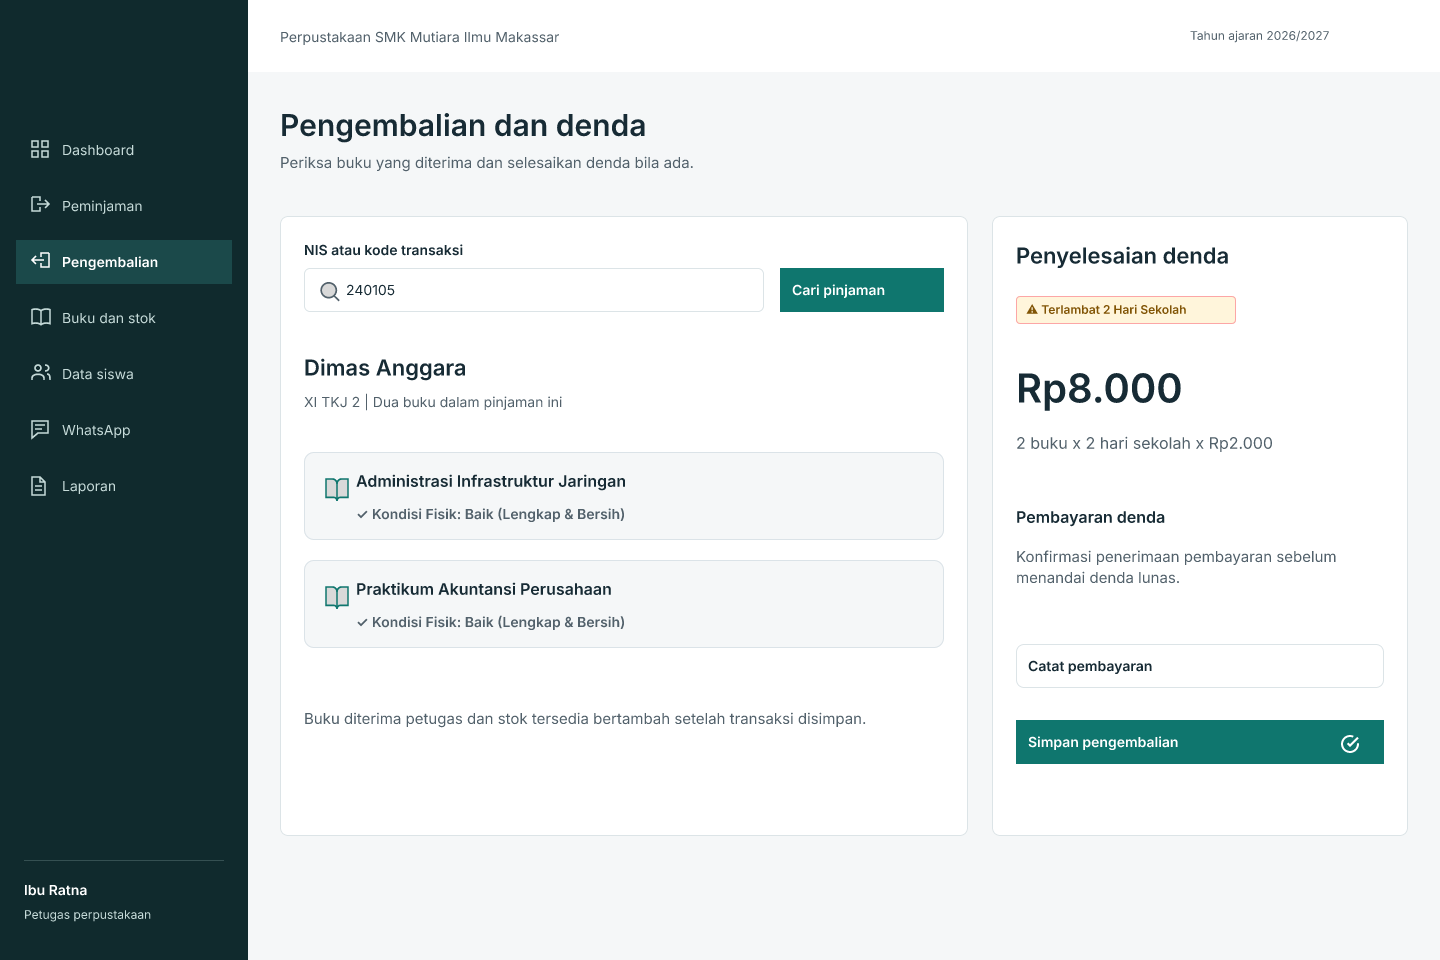 Perpustakaan SMK Mutiara Ilmu Makassar
Tahun ajaran 2026/2027
Dashboard
Peminjaman
Pengembalian
Buku dan stok
Data siswa
WhatsApp
Laporan
Ibu Ratna
Petugas perpustakaan
Pengembalian dan denda
Periksa buku yang diterima dan selesaikan denda bila ada.
NIS atau kode transaksi
240105
Cari pinjaman
Dimas Anggara
XI TKJ 2 | Dua buku dalam pinjaman ini
Administrasi Infrastruktur Jaringan
✓ Kondisi Fisik: Baik (Lengkap & Bersih)
Praktikum Akuntansi Perusahaan
✓ Kondisi Fisik: Baik (Lengkap & Bersih)
Buku diterima petugas dan stok tersedia bertambah setelah transaksi disimpan.
Penyelesaian denda
⚠ Terlambat 2 Hari Sekolah
Rp8.000
2 buku x 2 hari sekolah x Rp2.000
Pembayaran denda
Konfirmasi penerimaan pembayaran sebelum
menandai denda lunas.
Catat pembayaran
Simpan pengembalian